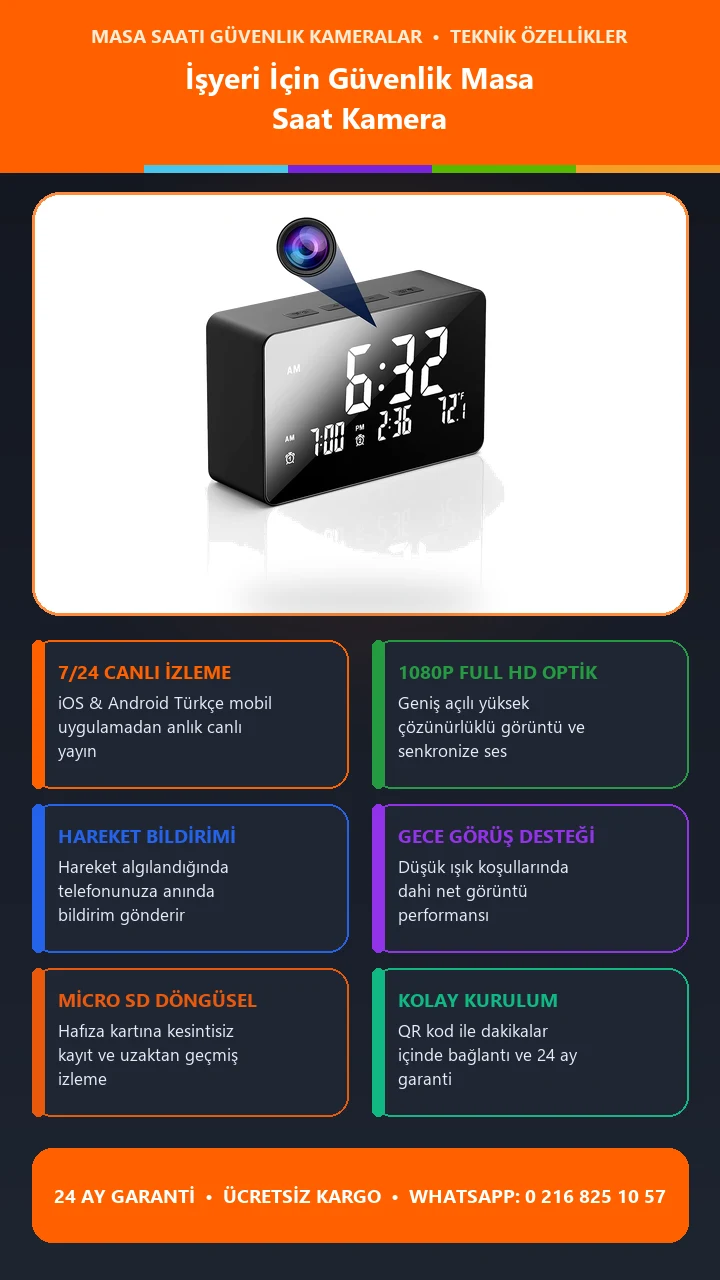 MASA SAATI GÜVENLIK KAMERALAR • TEKNİK ÖZELLİKLER
İşyeri İçin Güvenlik Masa
Saat Kamera
AM
6:32
AM
7:00
PM
2:36
72.1
°F
7/24 CANLI İZLEME
iOS & Android Türkçe mobil
uygulamadan anlık canlı
yayın
1080P FULL HD OPTİK
Geniş açılı yüksek
çözünürlüklü görüntü ve
senkronize ses
HAREKET BİLDİRİMİ
Hareket algılandığında
telefonunuza anında
bildirim gönderir
GECE GÖRÜŞ DESTEĞİ
Düşük ışık koşullarında
dahi net görüntü
performansı
MİCRO SD DÖNGÜSEL
Hafıza kartına kesintisiz
kayıt ve uzaktan geçmiş
izleme
KOLAY KURULUM
QR kod ile dakikalar
içinde bağlantı ve 24 ay
garanti
24 AY GARANTİ • ÜCRETSİZ KARGO • WHATSAPP: 0 216 825 10 57